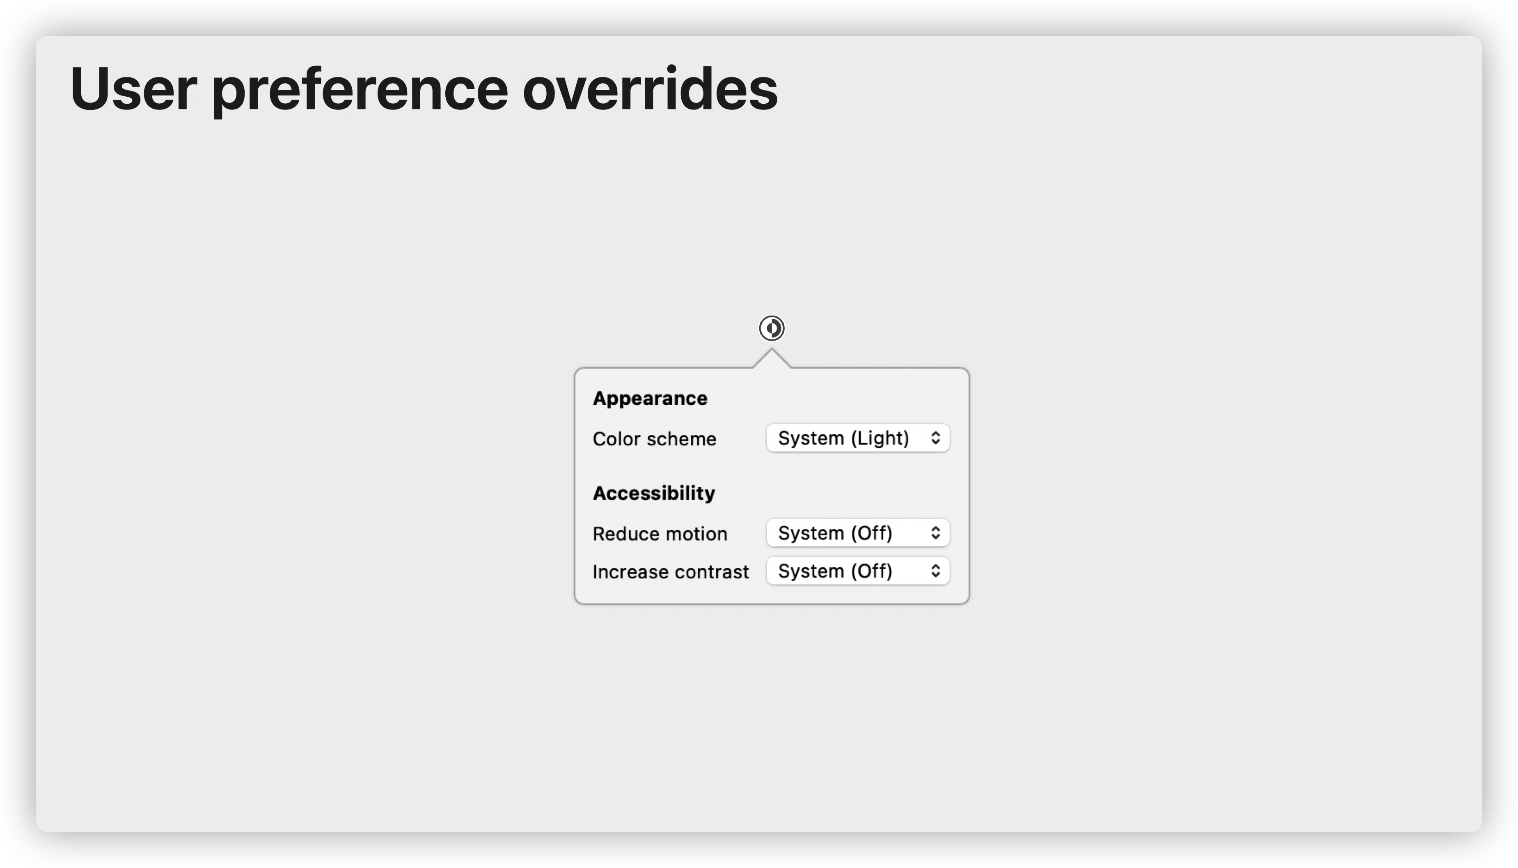 User preference overrides
Appearance
Color scheme System (Light)
Accessibility
Reduce motion System (Off)
Increase contrast System (Off)